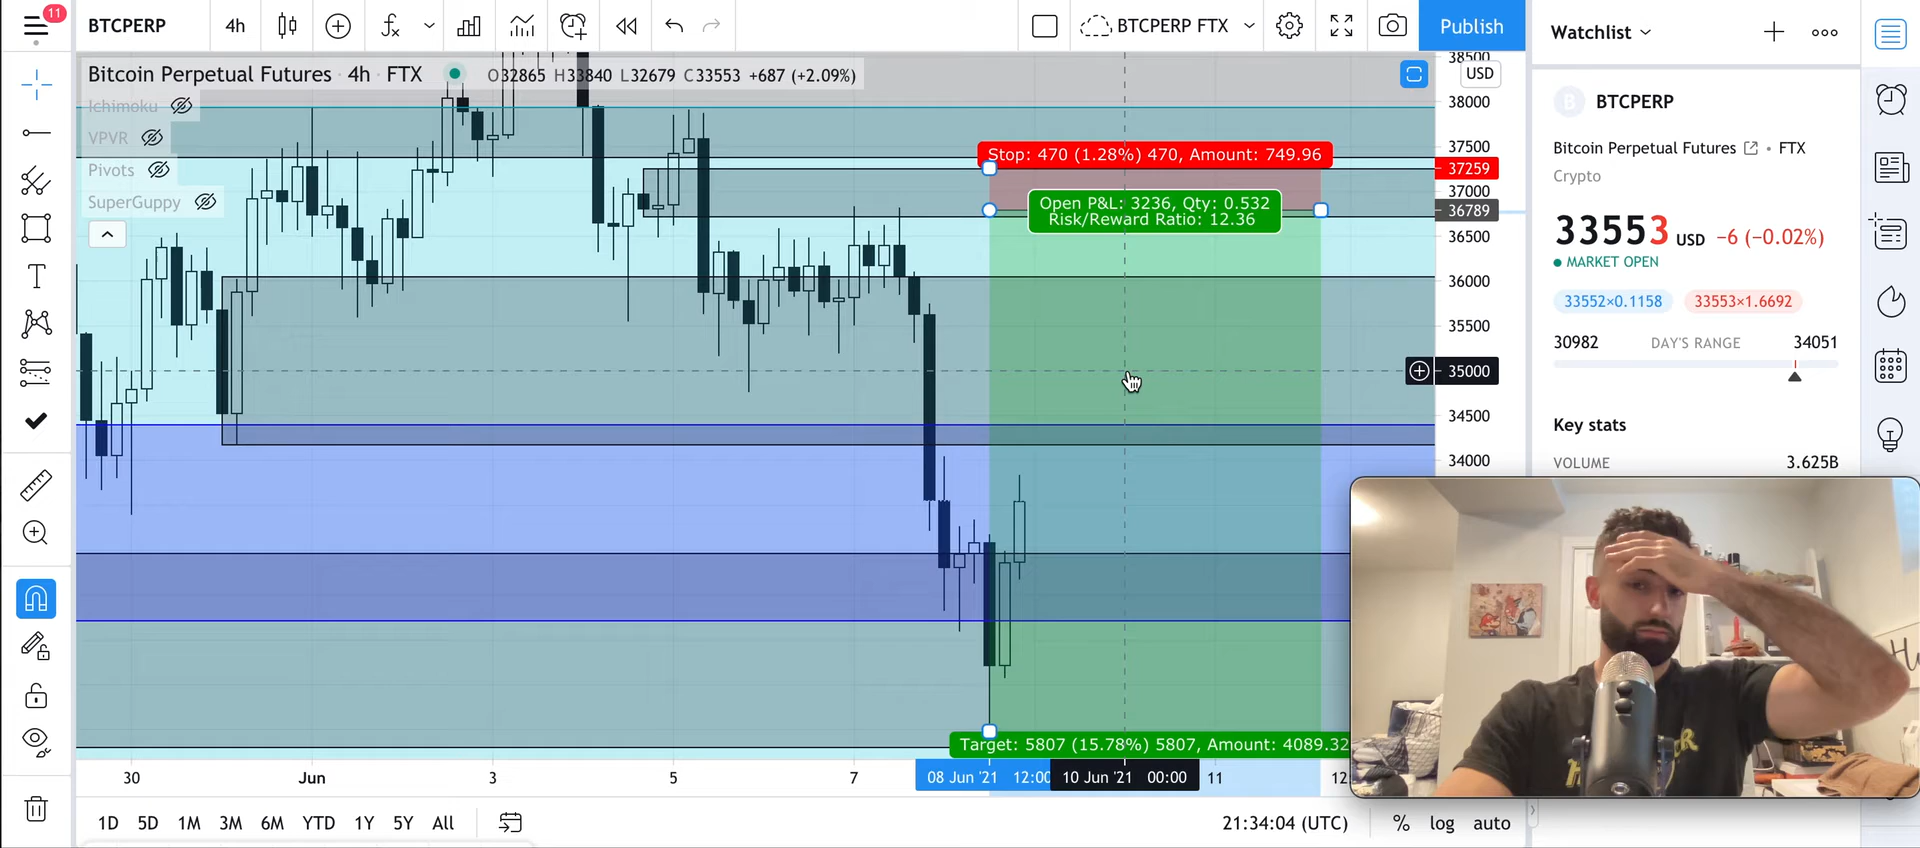 11
BTCPERP
4h
BTCPERP FTX
Publish
Watchlist
Bitcoin Perpetual Futures · 4h · FTX
O32865 H33840 L32679 C33553 +687 (+2.09%)
Ichimoku
VPVR
Pivots
SuperGuppy
USD
38500
38000
37500
37259
37000
36789
36500
36000
35500
35000
34500
34000
Stop: 470 (1.28%) 470, Amount: 749.96
Open P&L: 3236, Qty: 0.532
Risk/Reward Ratio: 12.36
Target: 5807 (15.78%) 5807, Amount: 4089.32
30
Jun
3
5
7
08 Jun '21 12:00
10 Jun '21 00:00
11
12
1D 5D 1M 3M 6M YTD 1Y 5Y All
21:34:04 (UTC)
% log auto
B
BTCPERP
Bitcoin Perpetual Futures • FTX
Crypto
33553 USD −6 (−0.02%)
MARKET OPEN
33552×0.1158
33553×1.6692
30982 DAY'S RANGE 34051
Key stats
VOLUME 3.625B